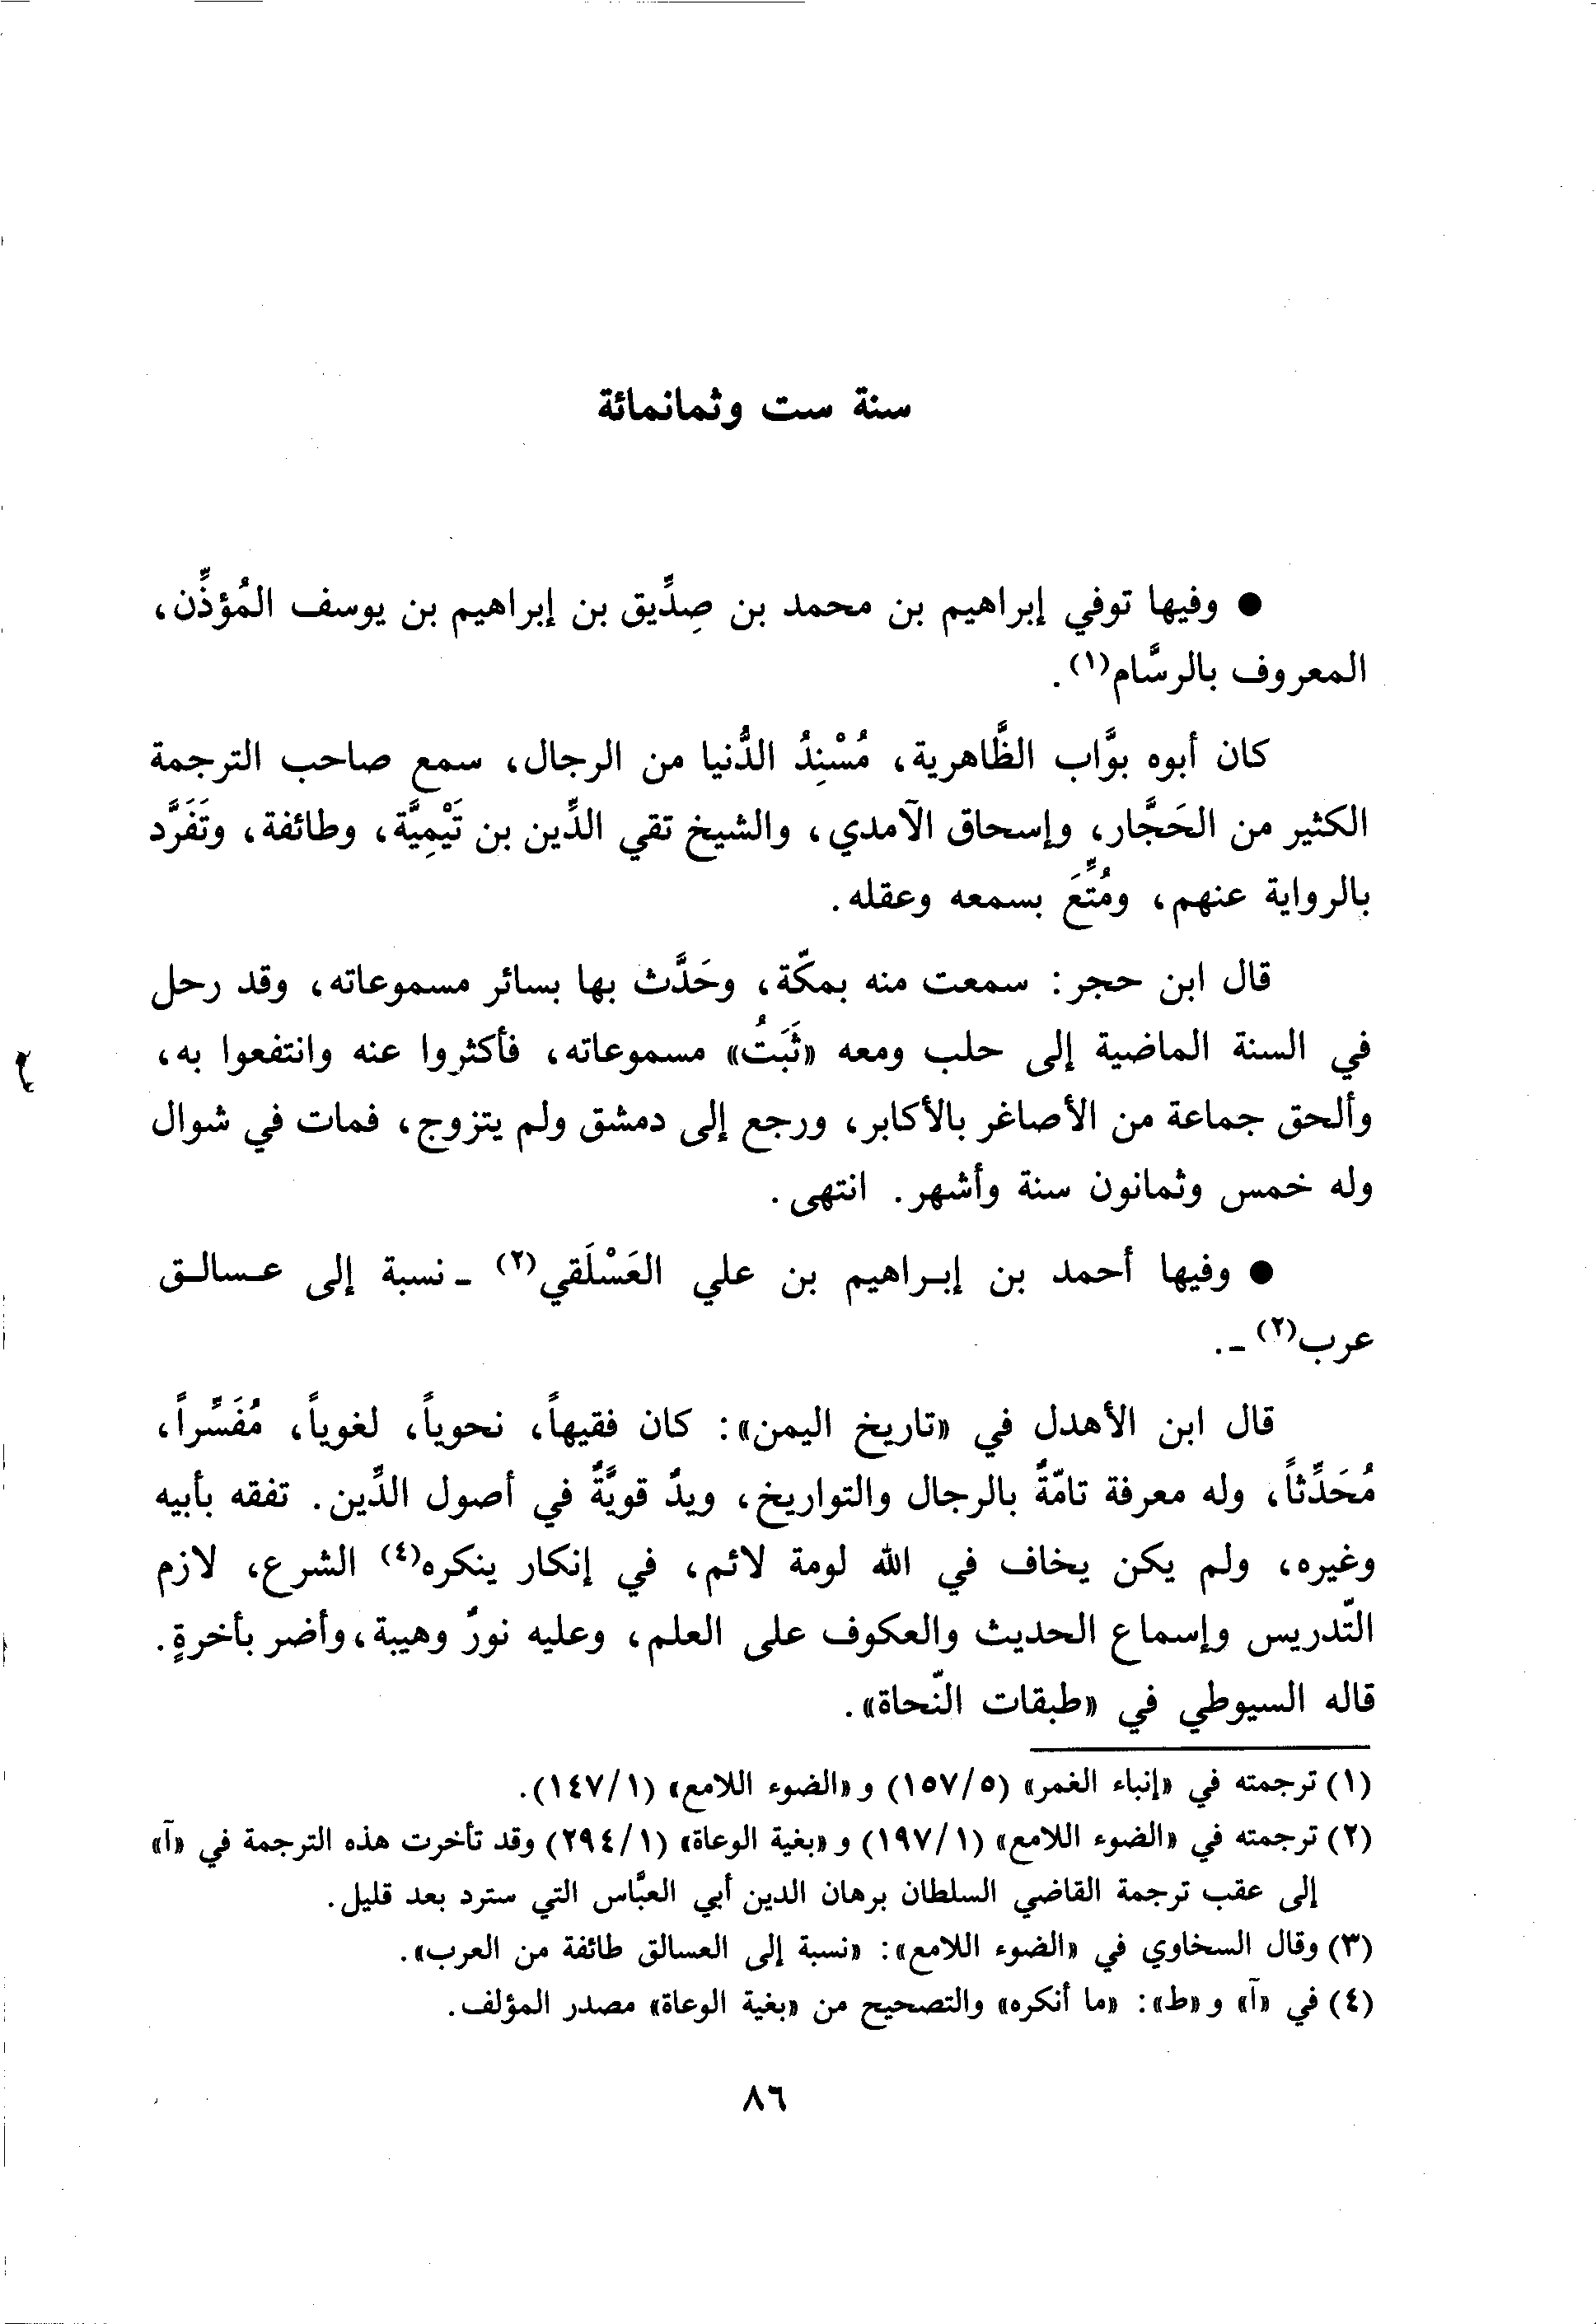 سنة ست وثمانمائة
● وفيها توفي إبراهيم بن محمد بن صِدِّيق بن إبراهيم بن يوسف المُؤذِّن،
المعروف بالرسَّام(١).
كان أبوه بوَّاب الظَّاهرية، مُسْنِدُ الدُّنيا من الرجال، سمع صاحب الترجمة
الكثير من الحَجَّار، وإسحاق الآمدي، والشيخ تقي الدِّين بن تَيْمِيَّة، وطائفة، وتَفَرَّد
بالرواية عنهم، ومُتِّعَ بسمعه وعقله.
قال ابن حجر: سمعت منه بمكّة، وحَدَّث بها بسائر مسموعاته، وقد رحل
في السنة الماضية إلى حلب ومعه «ثَبَتُ» مسموعاته، فأكثروا عنه وانتفعوا به،
وألحق جماعة من الأصاغر بالأكابر، ورجع إلى دمشق ولم يتزوج، فمات في شوال
وله خمس وثمانون سنة وأشهر. انتهى.
● وفيها أحمد بن إبـراهيم بن علي العَسْلَقي(٢) ـ نسبة إلى عـسالـق
عرب(٢) ـ.
قال ابن الأهدل في «تاريخ اليمن»: كان فقيهاً، نحوياً، لغوياً، مُفَسِّراً،
مُحَدِّثاً، وله معرفة تامّةٌ بالرجال والتواريخ، ويدٌ قويَّةٌ في أصول الدِّين. تفقه بأبيه
وغيره، ولم يكن يخاف في الله لومة لائم، في إنكار ينكره(٤) الشرع، لازم
التّدريس وإسماع الحديث والعكوف على العلم، وعليه نورٌ وهيبة، وأضر بأخرةٍ.
قاله السيوطي في «طبقات النّحاة».
(١) ترجمته في «إنباء الغمر» (١٥٧/٥) و «الضوء اللامع» (١٤٧/١).
(٢) ترجمته في «الضوء اللامع» (١٩٧/١) و «بغية الوعاة» (٢٩٤/١) وقد تأخرت هذه الترجمة في «آ»
إلى عقب ترجمة القاضي السلطان برهان الدين أبي العبَّاس التي سترد بعد قليل.
(٣) وقال السخاوي في «الضوء اللامع»: «نسبة إلى العسالق طائفة من العرب».
(٤) في «آ» و «ط»: «ما أنكره» والتصحيح من «بغية الوعاة» مصدر المؤلف.
٨٦